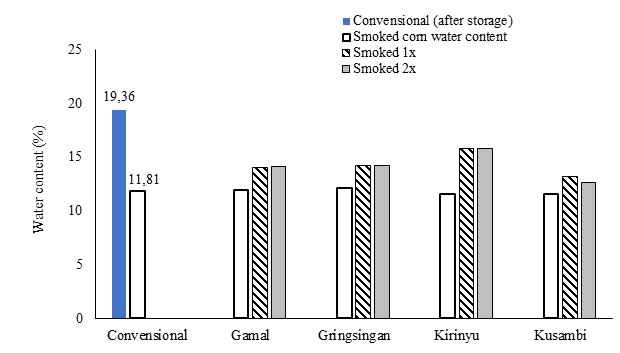 Convensional (after storage)
Smoked corn water content
Smoked 1x
Smoked 2x
25
20
15
10
5
0
Water content (%)
19,36
11,81
Convensional Gamal Gringsingan Kirinyu Kusambi